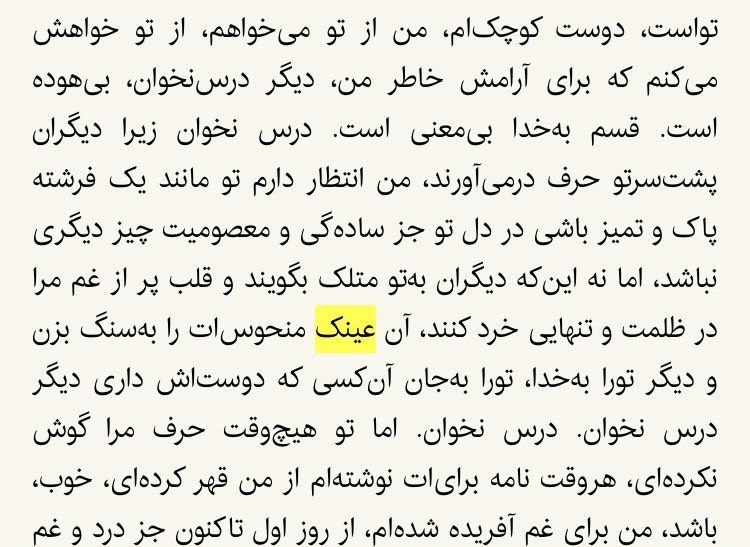 تواست، دوست کوچک‌ام، من از تو می‌خواهم، از تو خواهش
می‌کنم که برای آرامش خاطر من، دیگر درس‌نخوان، بی‌هوده
است. قسم به‌خدا بی‌معنی است. درس نخوان زیرا دیگران
پشت‌سرتو حرف درمی‌آورند، من انتظار دارم تو مانند یک فرشته
پاک و تمیز باشی در دل تو جز ساده‌گی و معصومیت چیز دیگری
نباشد، اما نه این‌که دیگران به‌تو متلک بگویند و قلب پر از غم مرا
در ظلمت و تنهایی خرد کنند، آن عینک منحوس‌ات را به‌سنگ بزن
و دیگر تورا به‌خدا، تورا به‌جان آن‌کسی که دوست‌اش داری دیگر
درس نخوان. درس نخوان. اما تو هیچ‌وقت حرف مرا گوش
نکرده‌ای، هروقت نامه برای‌ات نوشته‌ام از من قهر کرده‌ای، خوب،
باشد، من برای غم آفریده شده‌ام، از روز اول تاکنون جز درد و غم